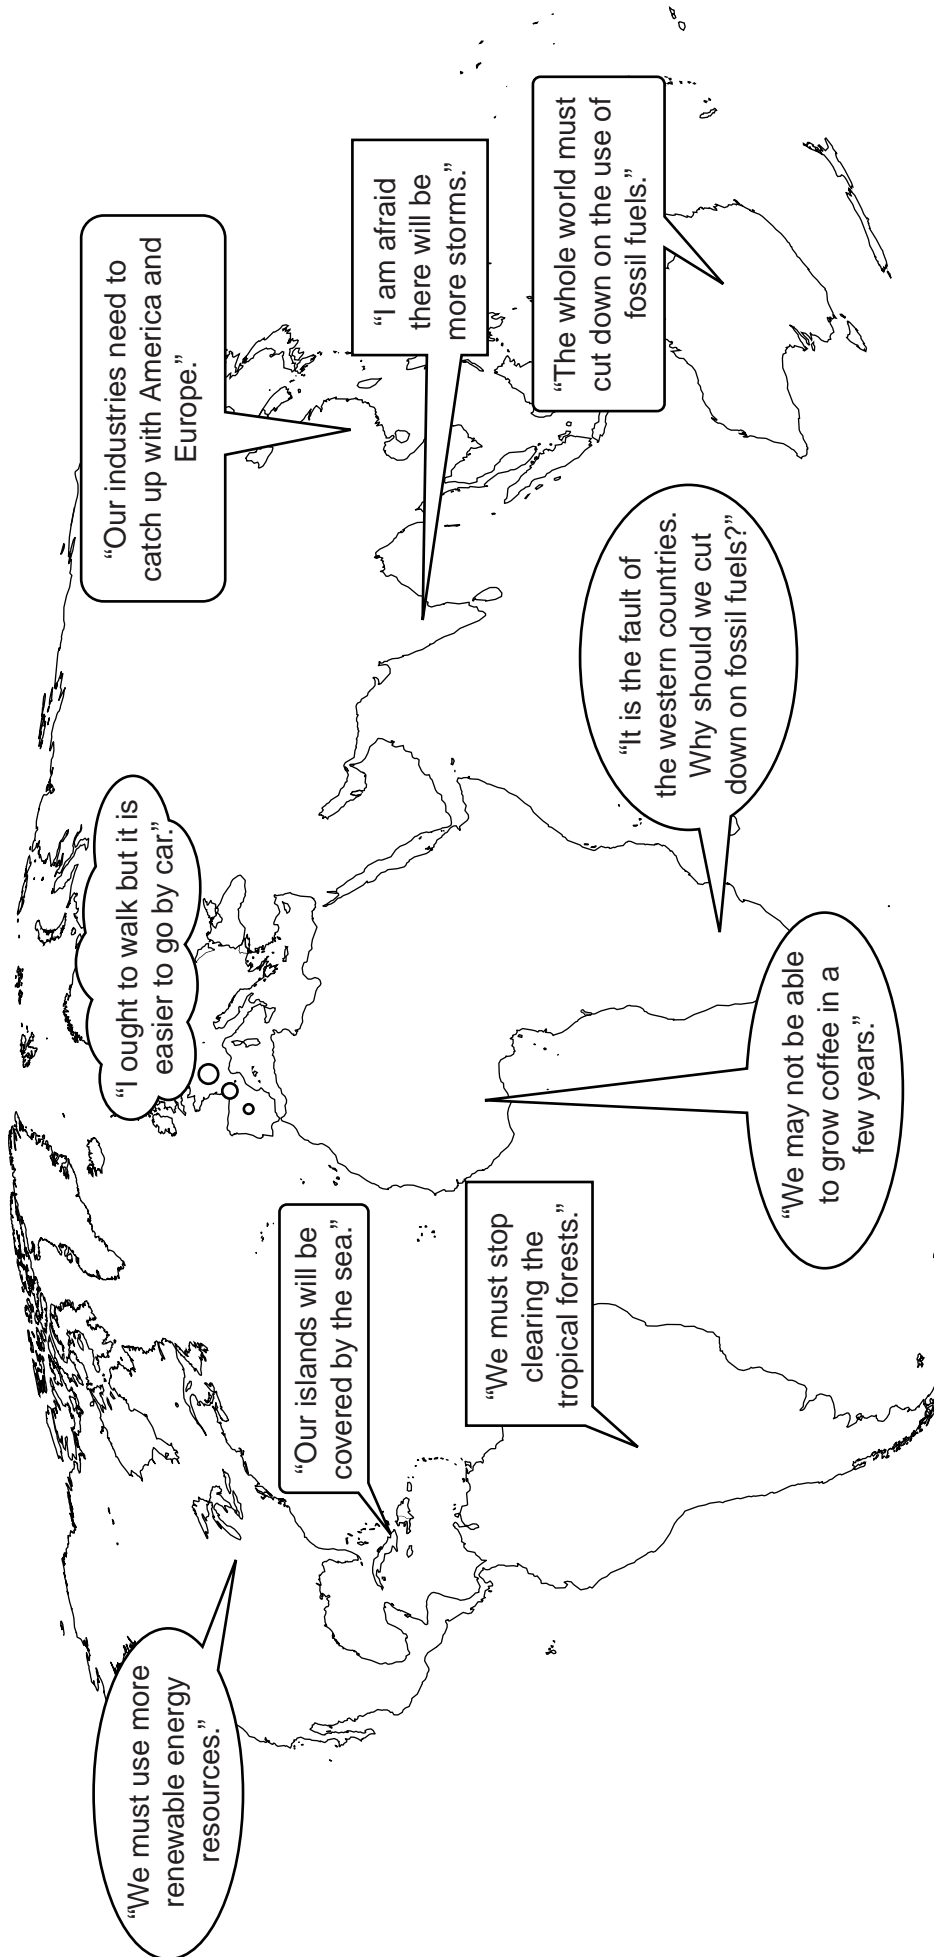 “We must use more
renewable energy
resources.”
“Our islands will be
covered by the sea.”
“We must stop
clearing the
tropical forests.”
“I ought to walk but it is
easier to go by car.”
“We may not be able
to grow coffee in a
few years.”
“It is the fault of
the western countries.
Why should we cut
down on fossil fuels?”
“Our industries need to
catch up with America and
Europe.”
“I am afraid
there will be
more storms.”
“The whole world must
cut down on the use of
fossil fuels.”